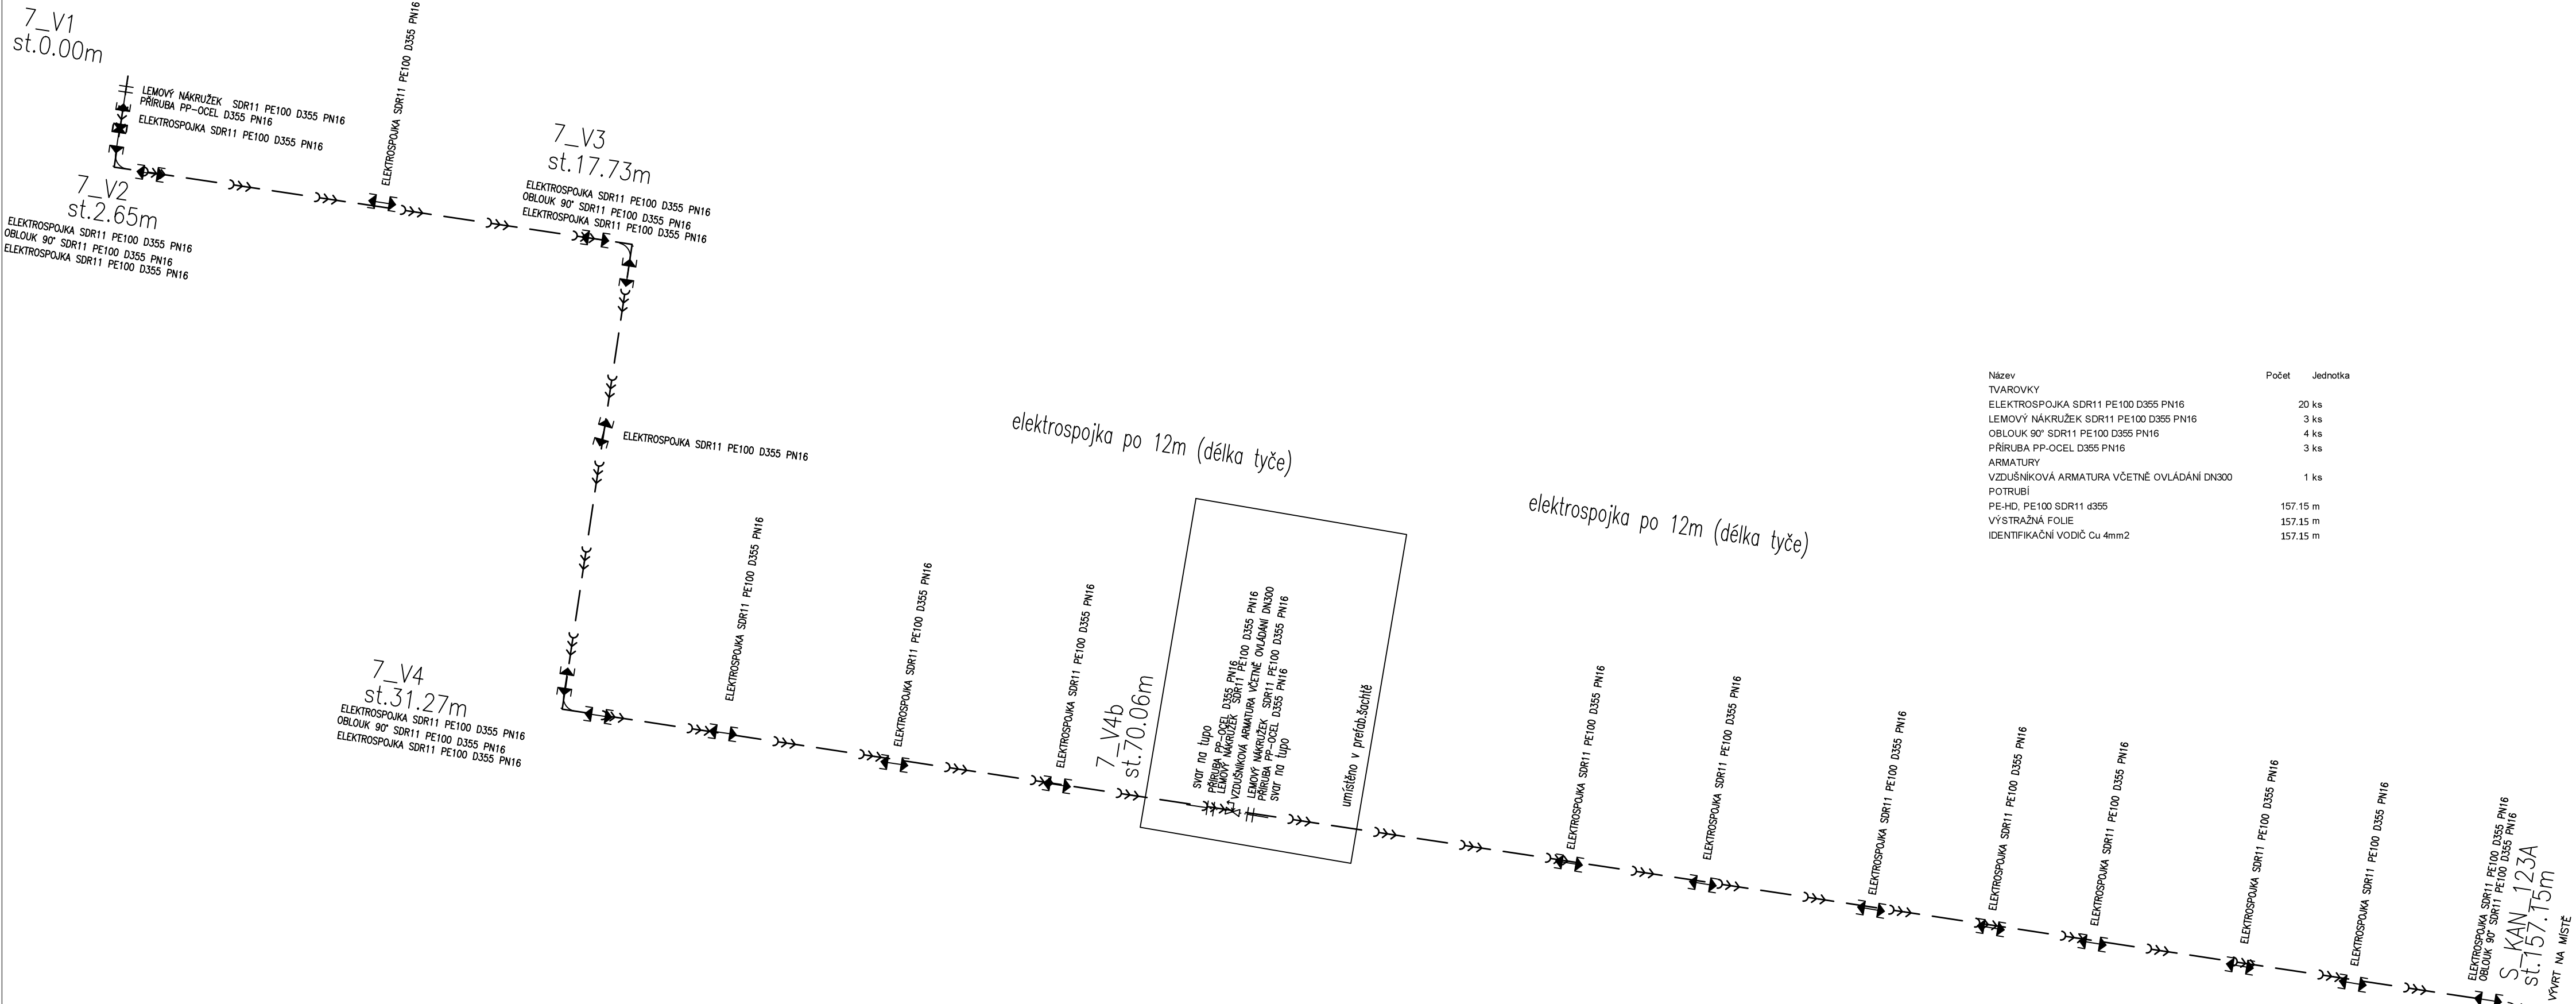 7_V1
st.0.00m
LEMOVÝ NÁKRUŽEK SDR11 PE100 D355 PN16
PŘÍRUBA PP-OCEL D355 PN16
ELEKTROSPOJKA SDR11 PE100 D355 PN16
7_V2
st.2.65m
ELEKTROSPOJKA SDR11 PE100 D355 PN16
OBLOUK 90° SDR11 PE100 D355 PN16
ELEKTROSPOJKA SDR11 PE100 D355 PN16
ELEKTROSPOJKA SDR11 PE100 D355 PN16
7_V3
st.17.73m
ELEKTROSPOJKA SDR11 PE100 D355 PN16
OBLOUK 90° SDR11 PE100 D355 PN16
ELEKTROSPOJKA SDR11 PE100 D355 PN16
ELEKTROSPOJKA SDR11 PE100 D355 PN16
7_V4
st.31.27m
ELEKTROSPOJKA SDR11 PE100 D355 PN16
OBLOUK 90° SDR11 PE100 D355 PN16
ELEKTROSPOJKA SDR11 PE100 D355 PN16
ELEKTROSPOJKA SDR11 PE100 D355 PN16
ELEKTROSPOJKA SDR11 PE100 D355 PN16
ELEKTROSPOJKA SDR11 PE100 D355 PN16
elektrospojka po 12m (délka tyče)
7_V4b
st.70.06m
svar na tupo
PŘÍRUBA PP-OCEL D355 PN16
LEMOVÝ NÁKRUŽEK SDR11 PE100 D355 PN16
VZDUŠNÍKOVÁ ARMATURA VČETNĚ OVLÁDÁNÍ DN300
LEMOVÝ NÁKRUŽEK SDR11 PE100 D355 PN16
PŘÍRUBA PP-OCEL D355 PN16
svar na tupo
umístěno v prefab.šachtě
elektrospojka po 12m (délka tyče)
ELEKTROSPOJKA SDR11 PE100 D355 PN16
ELEKTROSPOJKA SDR11 PE100 D355 PN16
ELEKTROSPOJKA SDR11 PE100 D355 PN16
ELEKTROSPOJKA SDR11 PE100 D355 PN16
ELEKTROSPOJKA SDR11 PE100 D355 PN16
ELEKTROSPOJKA SDR11 PE100 D355 PN16
ELEKTROSPOJKA SDR11 PE100 D355 PN16
ELEKTROSPOJKA SDR11 PE100 D355 PN16
OBLOUK 90° SDR11 PE100 D355 PN16
S_KAN_123A
st.157.15m
VÝVRT NA MÍSTĚ
Název Počet Jednotka
TVAROVKY
ELEKTROSPOJKA SDR11 PE100 D355 PN16 20 ks
LEMOVÝ NÁKRUŽEK SDR11 PE100 D355 PN16 3 ks
OBLOUK 90° SDR11 PE100 D355 PN16 4 ks
PŘÍRUBA PP-OCEL D355 PN16 3 ks
ARMATURY
VZDUŠNÍKOVÁ ARMATURA VČETNĚ OVLÁDÁNÍ DN300 1 ks
POTRUBÍ
PE-HD, PE100 SDR11 d355 157.15 m
VÝSTRAŽNÁ FOLIE 157.15 m
IDENTIFIKAČNÍ VODIČ Cu 4mm2 157.15 m